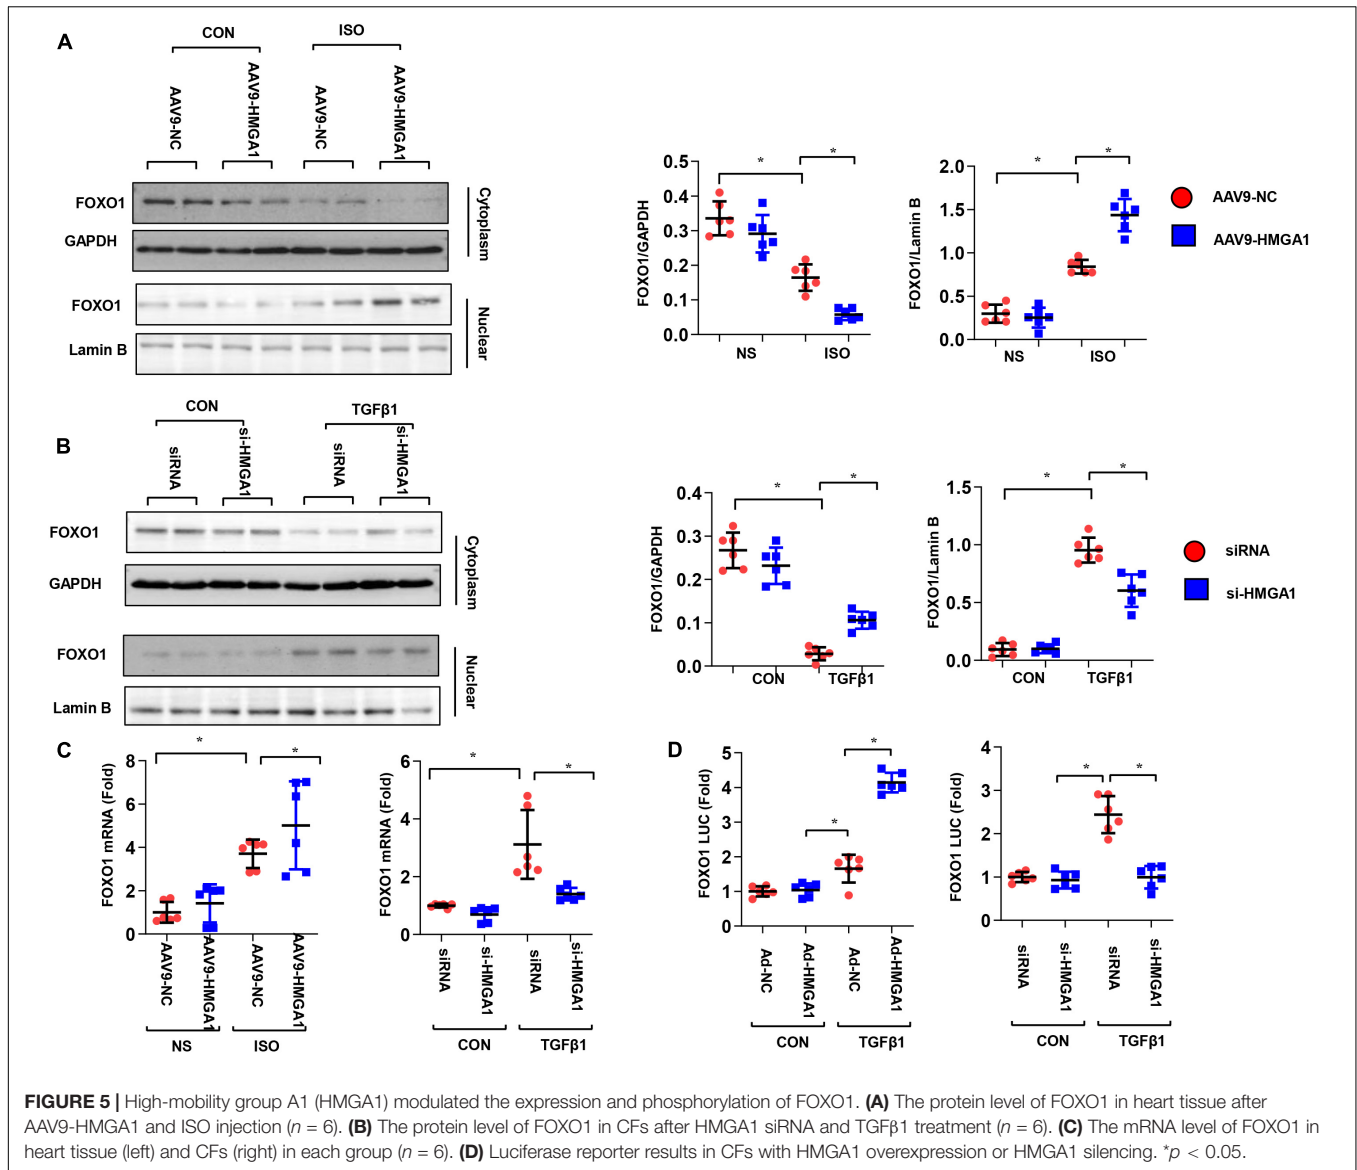 A
CON
ISO
AAV9-NC
AAV9-HMGA1
AAV9-NC
AAV9-HMGA1
FOXO1
GAPDH
Cytoplasm
FOXO1
Lamin B
Nuclear
FOXO1/GAPDH
0.5
0.4
0.3
0.2
0.1
0.0
*
*
NS
ISO
FOXO1/Lamin B
2.0
1.5
1.0
0.5
0.0
*
*
NS
ISO
AAV9-NC
AAV9-HMGA1
B
CON
TGFβ1
siRNA
si-HMGA1
siRNA
si-HMGA1
FOXO1
GAPDH
Cytoplasm
FOXO1
Lamin B
Nuclear
FOXO1/GAPDH
0.4
0.3
0.2
0.1
0.0
*
*
CON
TGFβ1
FOXO1/Lamin B
1.5
1.0
0.5
0.0
*
*
CON
TGFβ1
siRNA
si-HMGA1
C
FOXO1 mRNA (Fold)
8
6
4
2
0
*
*
AAV9-NC
AAV9-HMGA1
AAV9-NC
AAV9-HMGA1
NS
ISO
FOXO1 mRNA (Fold)
6
4
2
0
*
*
siRNA
si-HMGA1
siRNA
si-HMGA1
CON
TGFβ1
D
FOXO1 LUC (Fold)
5
4
3
2
1
0
*
*
Ad-NC
Ad-HMGA1
Ad-NC
Ad-HMGA1
CON
TGFβ1
FOXO1 LUC (Fold)
4
3
2
1
0
*
*
siRNA
si-HMGA1
siRNA
si-HMGA1
CON
TGFβ1
FIGURE 5 | High-mobility group A1 (HMGA1) modulated the expression and phosphorylation of FOXO1. (A) The protein level of FOXO1 in heart tissue after
AAV9-HMGA1 and ISO injection (n = 6). (B) The protein level of FOXO1 in CFs after HMGA1 siRNA and TGFβ1 treatment (n = 6). (C) The mRNA level of FOXO1 in
heart tissue (left) and CFs (right) in each group (n = 6). (D) Luciferase reporter results in CFs with HMGA1 overexpression or HMGA1 silencing. *p < 0.05.